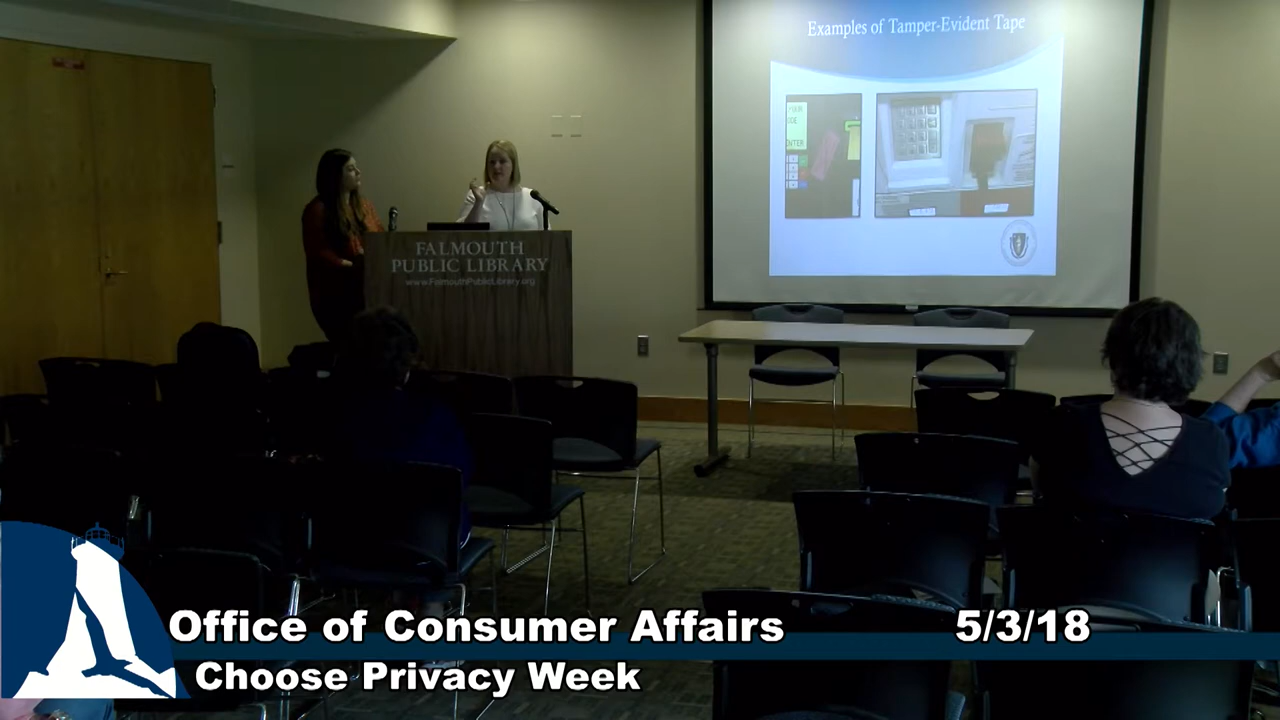 Examples of Tamper-Evident Tape
FALMOUTH
PUBLIC LIBRARY
www.FalmouthPublicLibrary.org
Office of Consumer Affairs
5/3/18
Choose Privacy Week